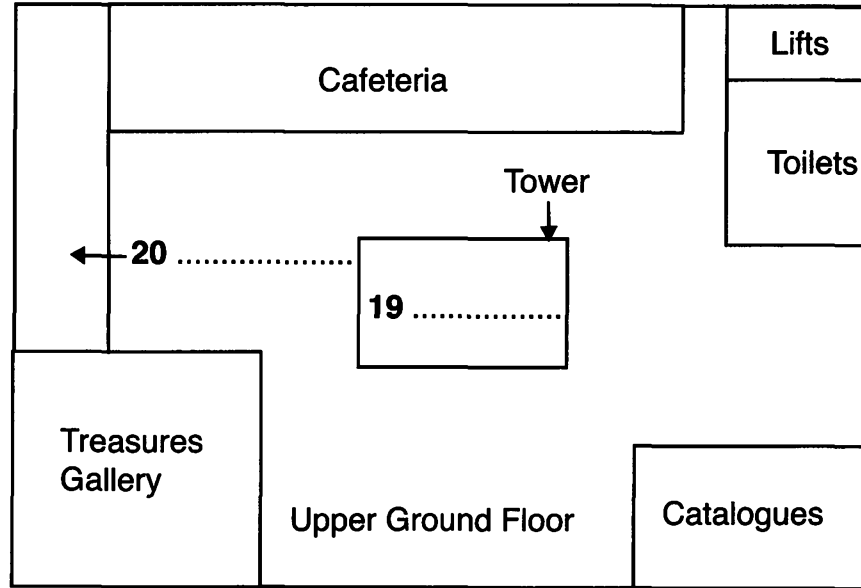 Cafeteria
Lifts
Toilets
Tower
20 ....................
19 .................
Treasures
Gallery
Upper Ground Floor
Catalogues